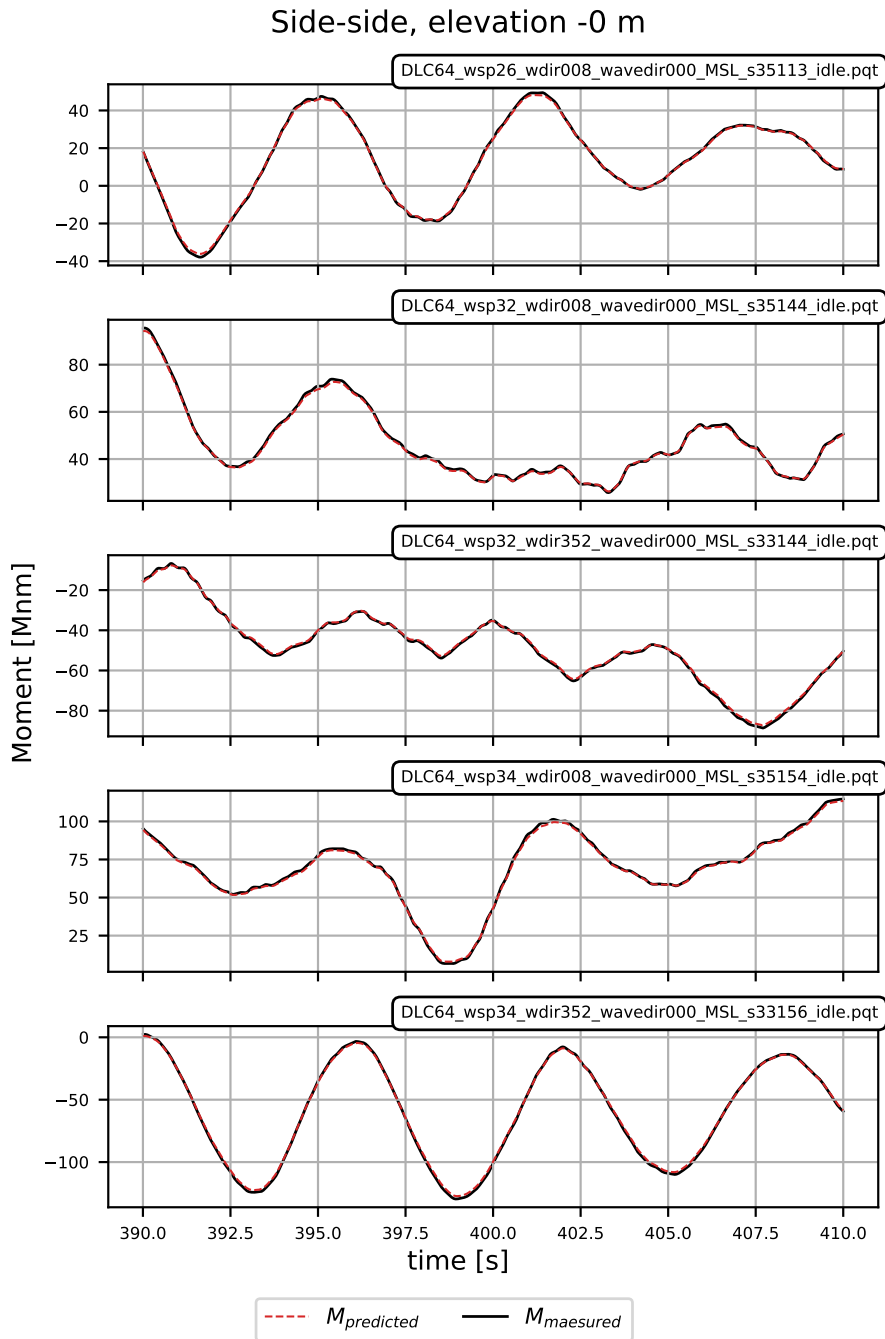 Side-side, elevation -0 m
DLC64_wsp26_wdir008_wavedir000_MSL_s35113_idle.pqt
40
20
0
−20
−40
DLC64_wsp32_wdir008_wavedir000_MSL_s35144_idle.pqt
80
60
40
DLC64_wsp32_wdir352_wavedir000_MSL_s33144_idle.pqt
−20
−40
−60
−80
Moment [Mnm]
DLC64_wsp34_wdir008_wavedir000_MSL_s35154_idle.pqt
100
75
50
25
DLC64_wsp34_wdir352_wavedir000_MSL_s33156_idle.pqt
0
−50
−100
390.0 392.5 395.0 397.5 400.0 402.5 405.0 407.5 410.0
time [s]
M_predicted M_maesured